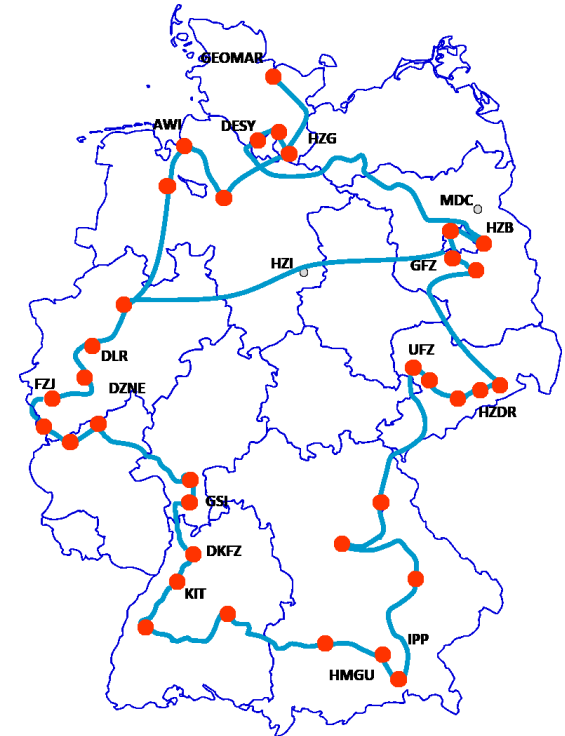 GEOMAR
AWI
DESY
HZG
MDC
HZB
HZI
GFZ
DLR
UFZ
FZJ
DZNE
HZDR
GSI
DKFZ
KIT
IPP
HMGU